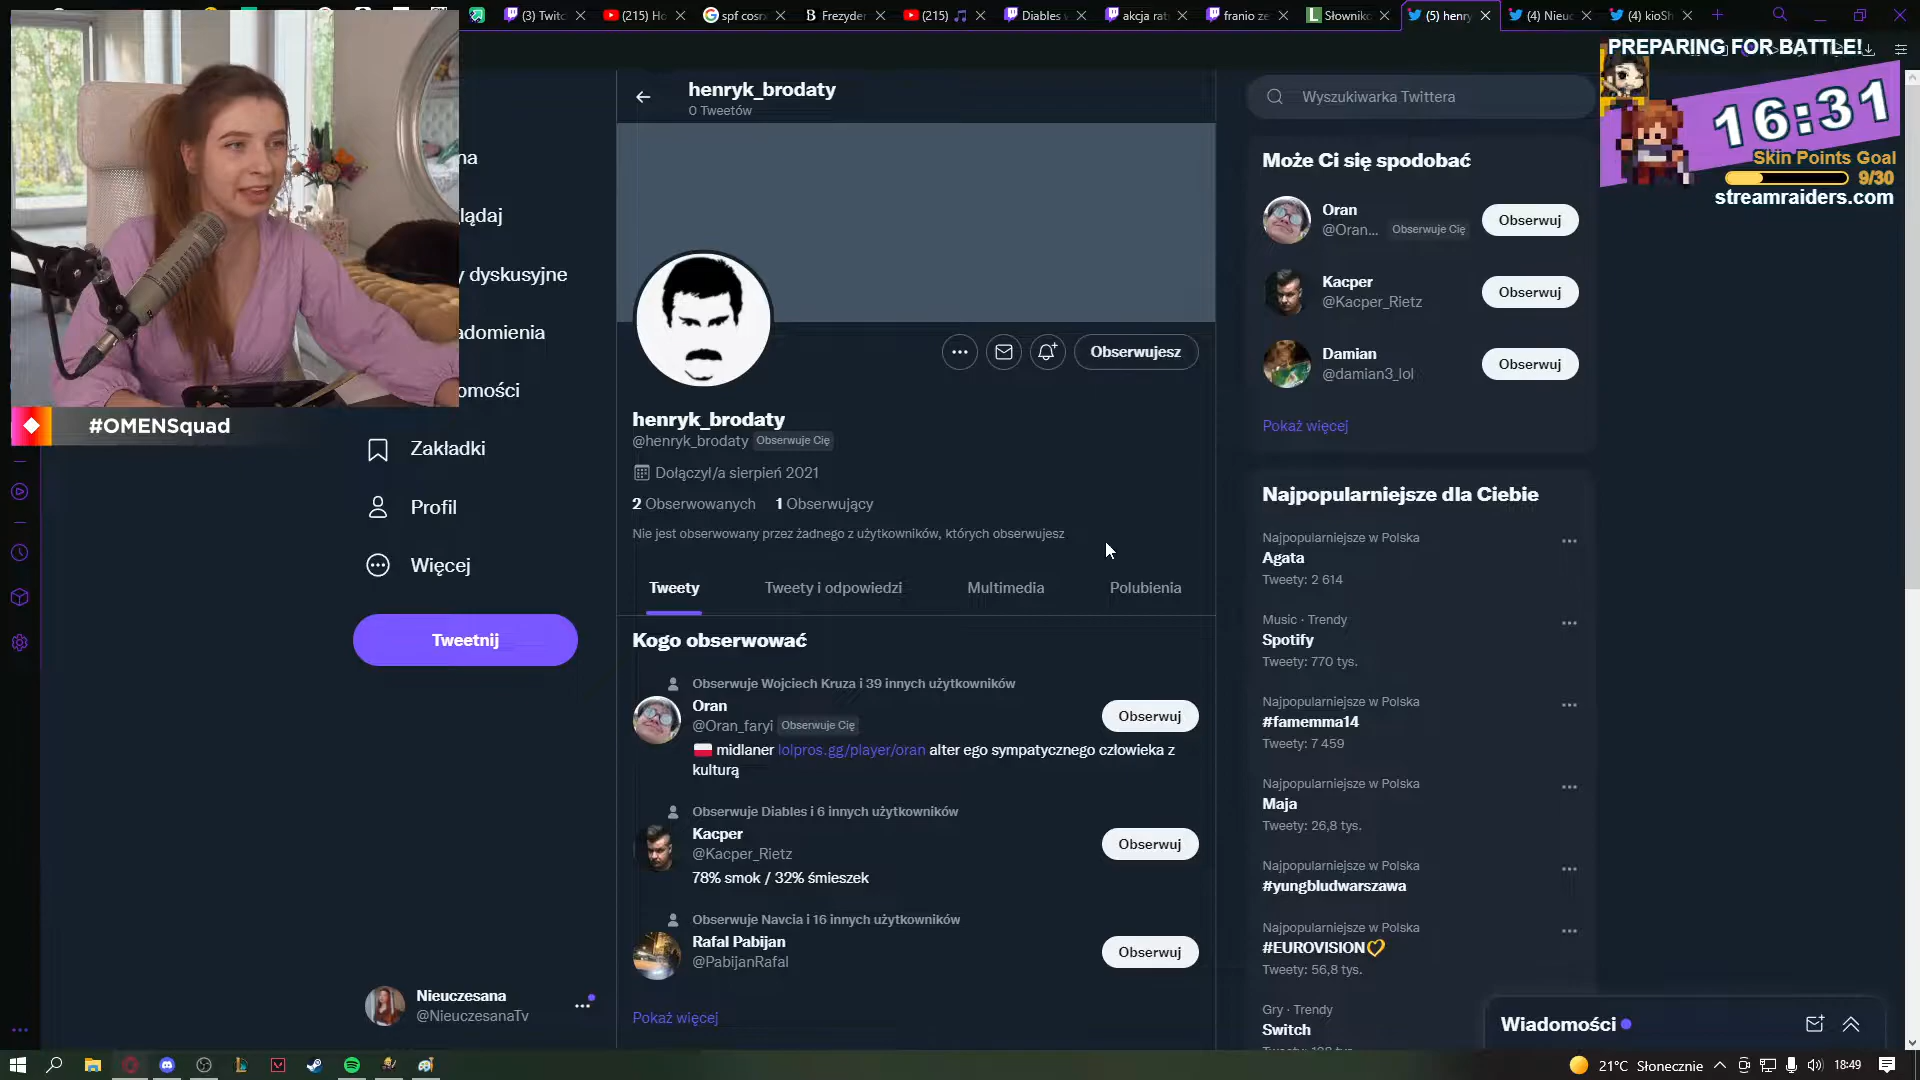 (3) Twitc
(215) Ho
spf cosr
Frezyder
(215)
Diables
akcja rat
franio ze
Słownik
(5) henry
(4) Nieuc
(4) kioSh
PREPARING FOR BATTLE!
16:31
Skin Points Goal
9/30
streamraiders.com
#OMENSquad
na
lądaj
y dyskusyjne
adomienia
omości
Zakładki
Profil
Więcej
Tweetnij
Nieuczesana
@NieuczesanaTv
henryk_brodaty
0 Tweetów
Obserwujesz
henryk_brodaty
@henryk_brodaty Obserwuje Cię
Dołączył/a sierpień 2021
2 Obserwowanych 1 Obserwujący
Nie jest obserwowany przez żadnego z użytkowników, których obserwujesz
Tweety Tweety i odpowiedzi Multimedia Polubienia
Kogo obserwować
Obserwuje Wojciech Kruza i 39 innych użytkowników
Oran
@Oran_faryi Obserwuje Cię
Obserwuj
midlaner lolpros.gg/player/oran alter ego sympatycznego człowieka z
kulturą
Obserwuje Diables i 6 innych użytkowników
Kacper
@Kacper_Rietz
Obserwuj
78% smok / 32% śmieszek
Obserwuje Navcia i 16 innych użytkowników
Rafal Pabijan
@PabijanRafal
Obserwuj
Pokaż więcej
Wyszukiwarka Twittera
Może Ci się spodobać
Oran
@Oran... Obserwuje Cię
Obserwuj
Kacper
@Kacper_Rietz
Obserwuj
Damian
@damian3_lol
Obserwuj
Pokaż więcej
Najpopularniejsze dla Ciebie
Najpopularniejsze w Polska
Agata
Tweety: 2 614
Music · Trendy
Spotify
Tweety: 770 tys.
Najpopularniejsze w Polska
#famemma14
Tweety: 7 459
Najpopularniejsze w Polska
Maja
Tweety: 26,8 tys.
Najpopularniejsze w Polska
#yungbludwarszawa
Najpopularniejsze w Polska
#EUROVISION
Tweety: 56,8 tys.
Gry · Trendy
Switch
Wiadomości
21°C Słonecznie
18:49